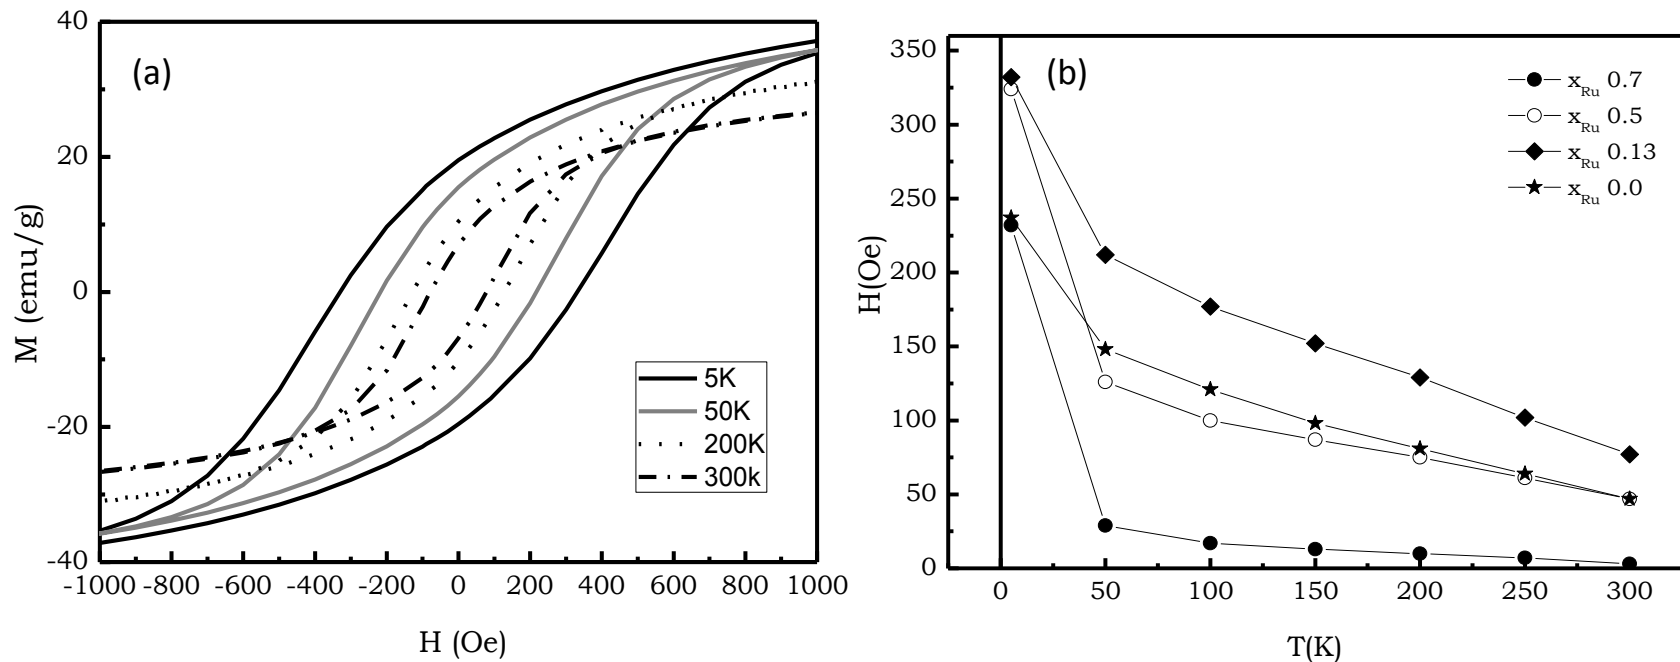 (a)
40
20
0
-20
-40
M (emu/g)
5K
50K
200K
300k
-1000 -800 -600 -400 -200 0 200 400 600 800 1000
H (Oe)
(b)
350
300
250
200
150
100
50
0
H(Oe)
x_Ru 0.7
x_Ru 0.5
x_Ru 0.13
x_Ru 0.0
0 50 100 150 200 250 300
T(K)